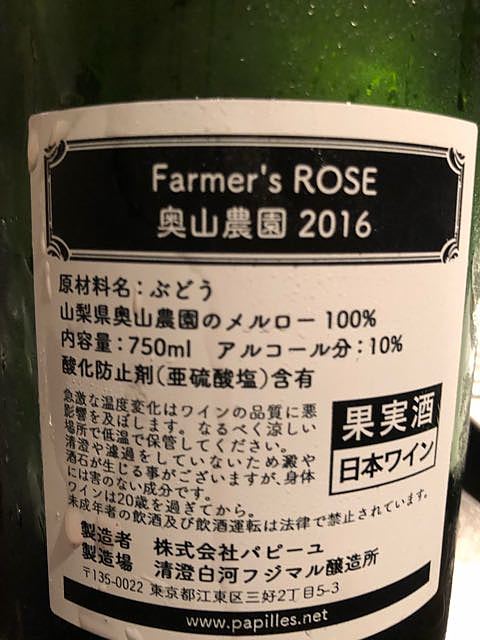 Farmer's ROSE
奥山農園 2016
原材料名：ぶどう
山梨県奥山農園のメルロー 100%
内容量：750ml　アルコール分：10%
酸化防止剤（亜硫酸塩）含有
急激な温度変化はワインの品質に悪
影響を及ぼします。なるべく涼しい
場所で低温で保管してください。
清澄や濾過をしていないため澱や
酒石が生じる事がございますが、身体
には害のない成分です。
ワインは20歳を過ぎてから。
未成年者の飲酒及び飲酒運転は法律で禁止されています。
果実酒
日本ワイン
製造者　株式会社パピーユ
製造場　清澄白河フジマル醸造所
〒135-0022 東京都江東区三好2丁目5-3
www.papilles.net